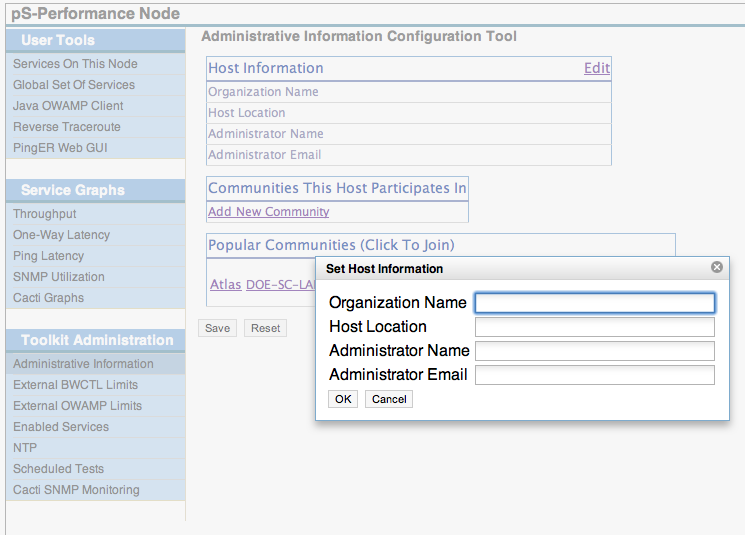 pS-Performance Node
User Tools
Services On This Node
Global Set Of Services
Java OWAMP Client
Reverse Traceroute
PingER Web GUI
Service Graphs
Throughput
One-Way Latency
Ping Latency
SNMP Utilization
Cacti Graphs
Toolkit Administration
Administrative Information
External BWCTL Limits
External OWAMP Limits
Enabled Services
NTP
Scheduled Tests
Cacti SNMP Monitoring
Administrative Information Configuration Tool
Host Information Edit
Organization Name
Host Location
Administrator Name
Administrator Email
Communities This Host Participates In
Add New Community
Popular Communities (Click To Join)
Atlas DOE-SC-LA
Save Reset
Set Host Information
Organization Name
Host Location
Administrator Name
Administrator Email
OK Cancel